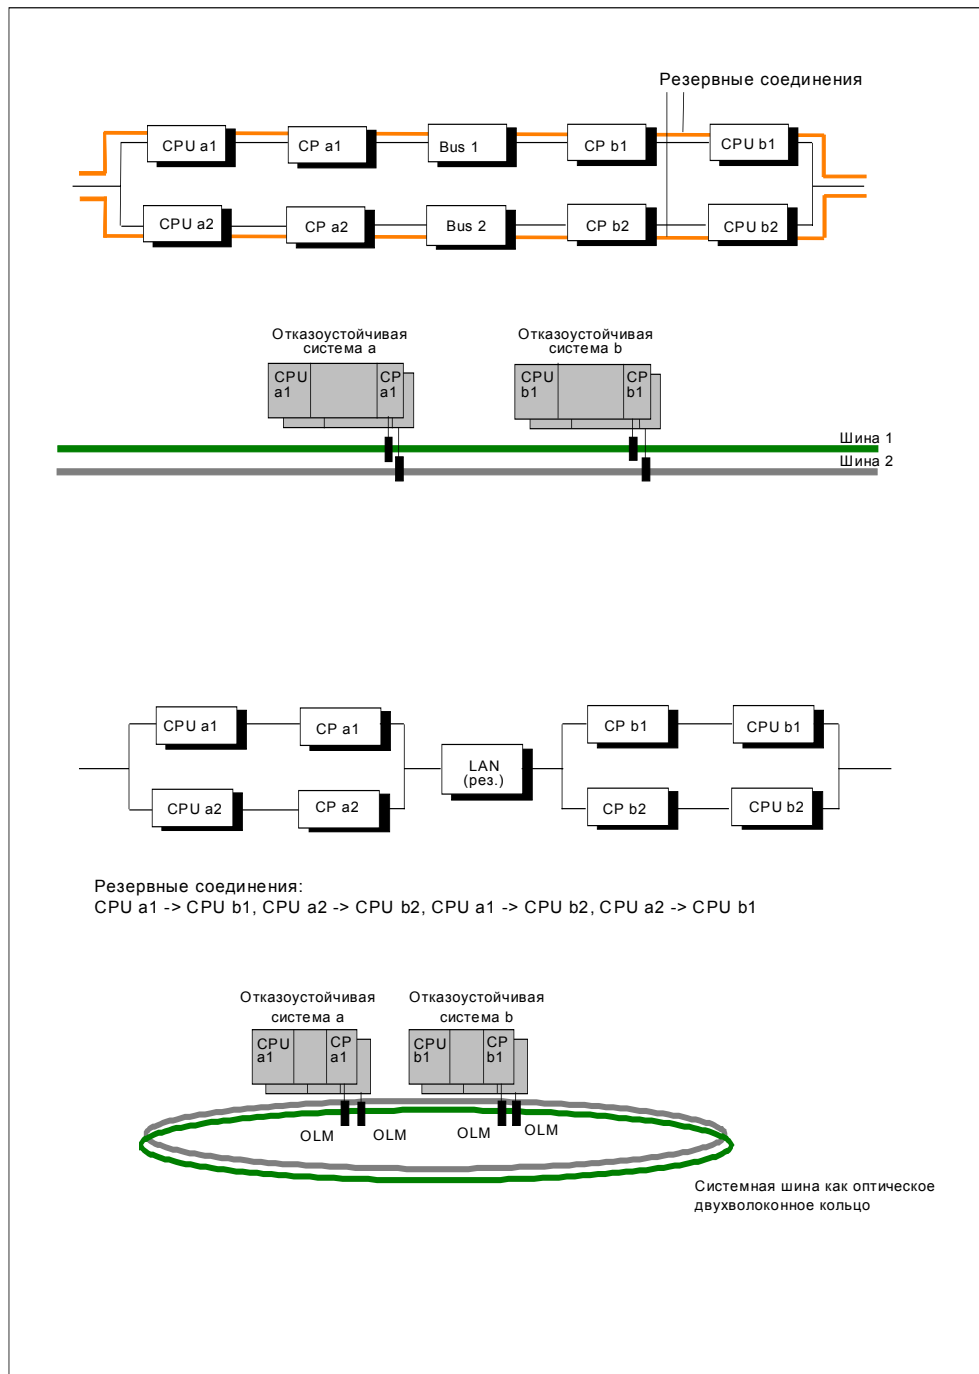 Резервные соединения
CPU a1
CP a1
Bus 1
CP b1
CPU b1
CPU a2
CP a2
Bus 2
CP b2
CPU b2
Отказоустойчивая
система a
Отказоустойчивая
система b
CPU
a1
CP
a1
CPU
b1
CP
b1
Шина 1
Шина 2
CPU a1
CP a1
CP b1
CPU b1
LAN
(рез.)
CPU a2
CP a2
CP b2
CPU b2
Резервные соединения:
CPU a1 -> CPU b1, CPU a2 -> CPU b2, CPU a1 -> CPU b2, CPU a2 -> CPU b1
Отказоустойчивая
система a
Отказоустойчивая
система b
CPU
a1
CP
a1
CPU
b1
CP
b1
OLM
OLM
OLM
OLM
Системная шина как оптическое
двухволоконное кольцо